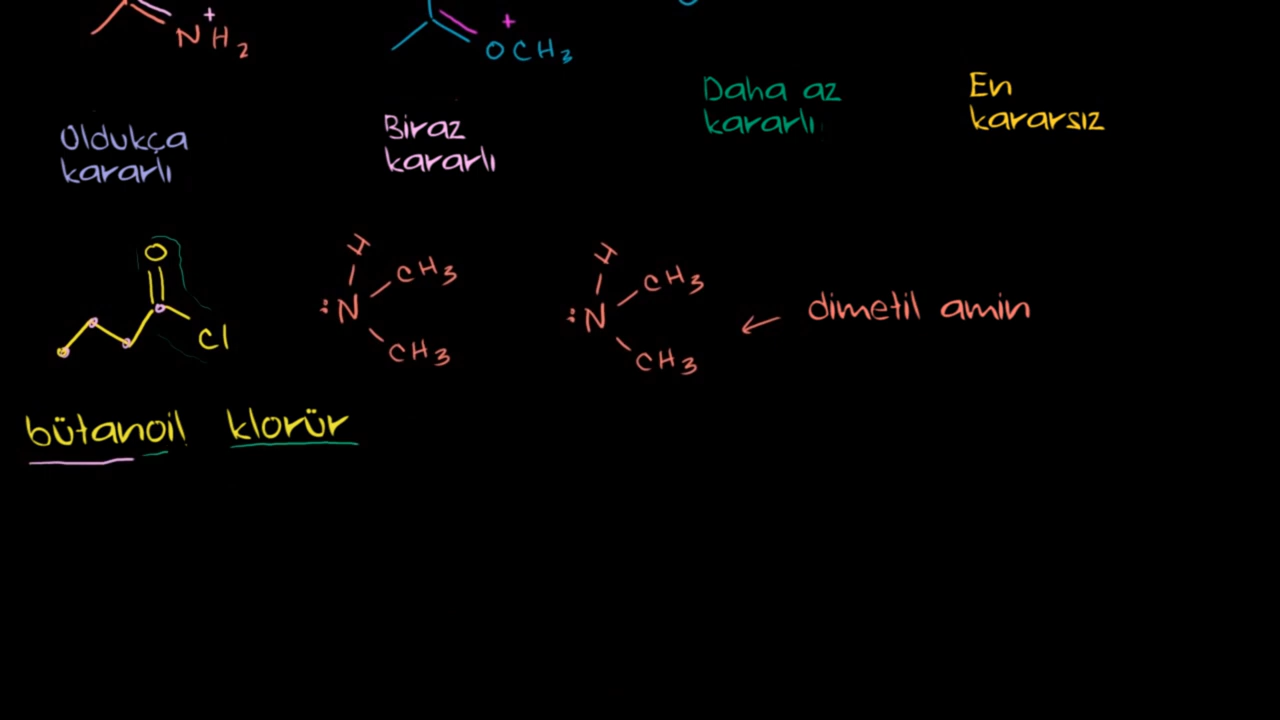 +
NH2
+
OCH3
Oldukça
kararlı
Biraz
kararlı
Daha az
kararlı
En
kararsız
O
Cl
H
:N
CH3
CH3
H
:N
CH3
CH3
dimetil amin
bütanoil klorür